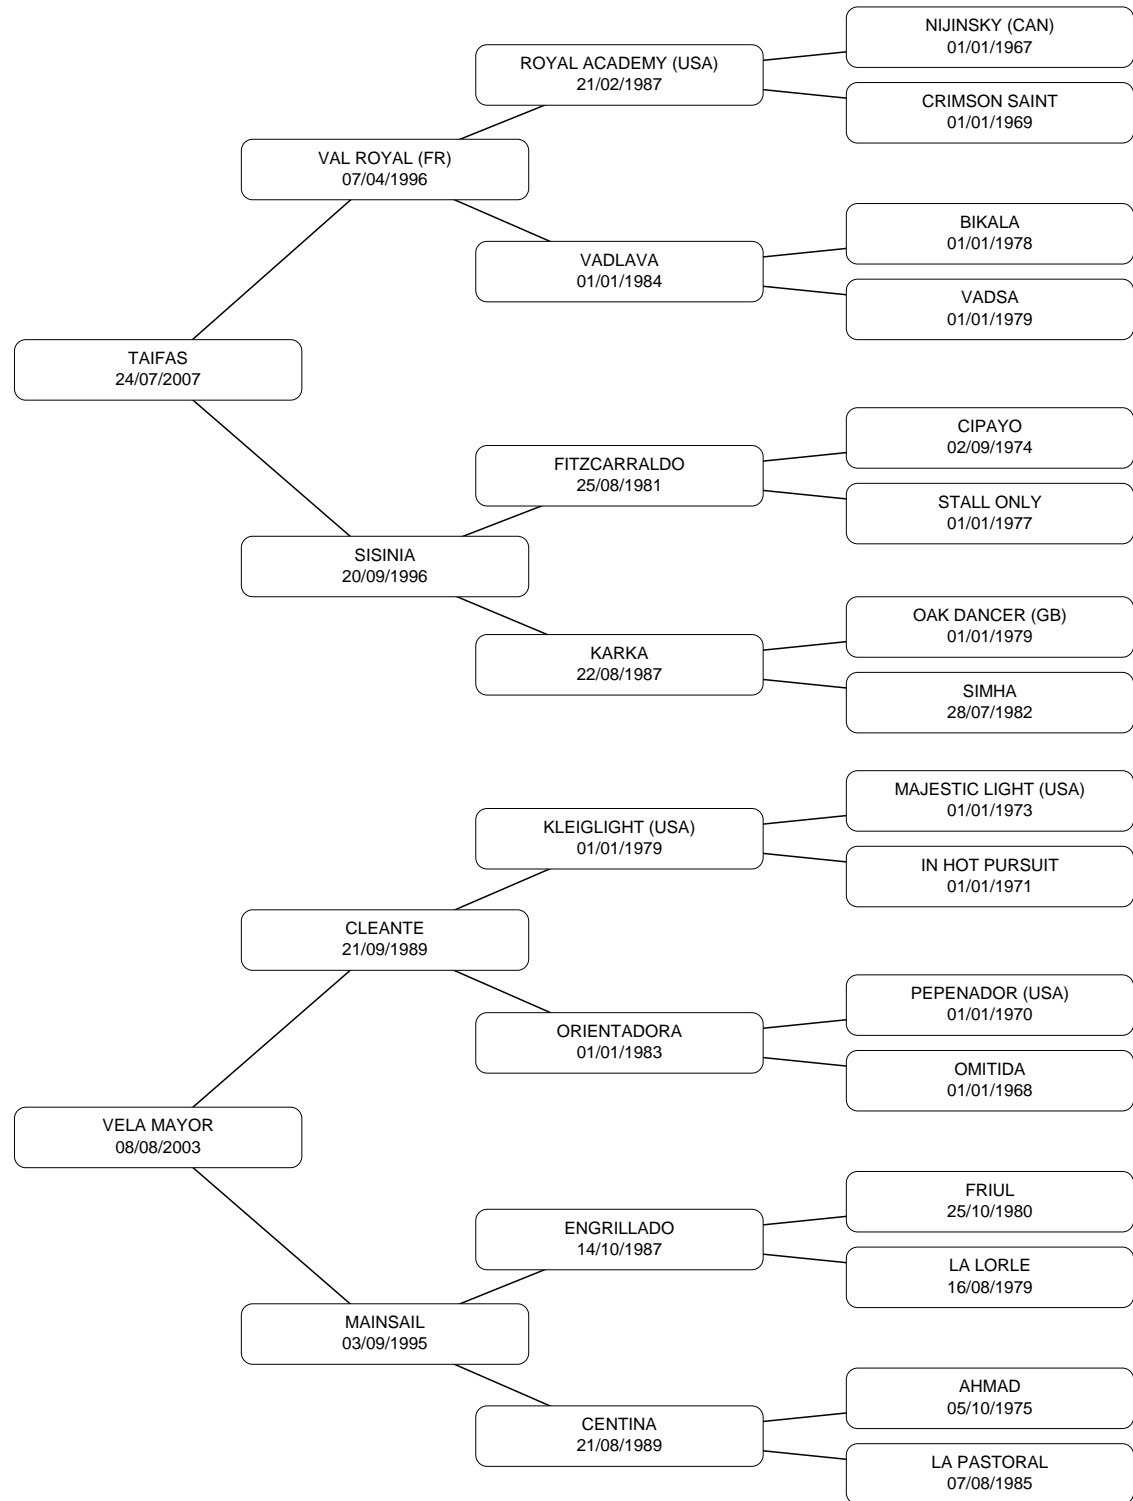 NIJINSKY (CAN)
01/01/1967
ROYAL ACADEMY (USA)
21/02/1987
CRIMSON SAINT
01/01/1969
VAL ROYAL (FR)
07/04/1996
BIKALA
01/01/1978
VADLAVA
01/01/1984
VADSA
01/01/1979
TAIFAS
24/07/2007
CIPAYO
02/09/1974
FITZCARRALDO
25/08/1981
STALL ONLY
01/01/1977
SISINIA
20/09/1996
OAK DANCER (GB)
01/01/1979
KARKA
22/08/1987
SIMHA
28/07/1982
MAJESTIC LIGHT (USA)
01/01/1973
KLEIGLIGHT (USA)
01/01/1979
IN HOT PURSUIT
01/01/1971
CLEANTE
21/09/1989
PEPENADOR (USA)
01/01/1970
ORIENTADORA
01/01/1983
OMITIDA
01/01/1968
VELA MAYOR
08/08/2003
FRIUL
25/10/1980
ENGRILLADO
14/10/1987
LA LORLE
16/08/1979
MAINSAIL
03/09/1995
AHMAD
05/10/1975
CENTINA
21/08/1989
LA PASTORAL
07/08/1985